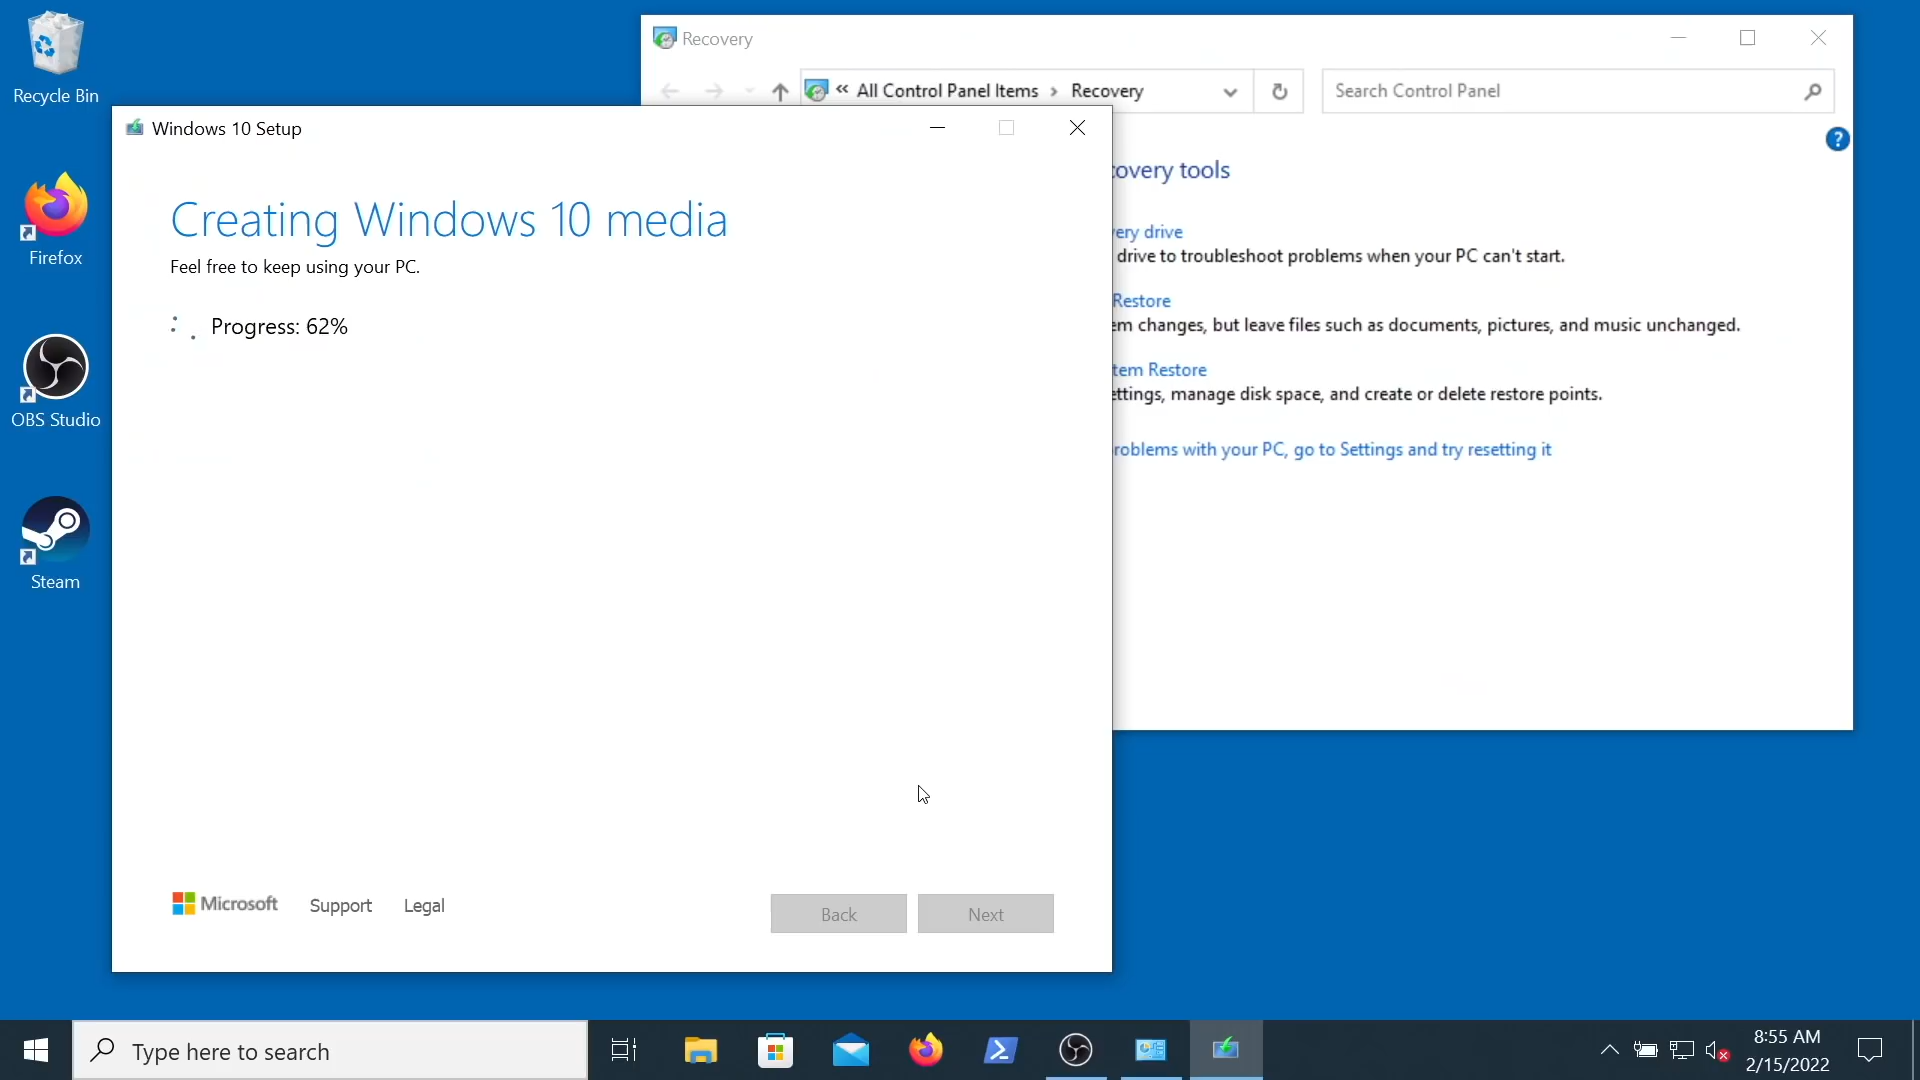 Recycle Bin
Firefox
OBS Studio
Steam
Recovery
« All Control Panel Items › Recovery
Search Control Panel
?
covery tools
very drive
drive to troubleshoot problems when your PC can't start.
Restore
em changes, but leave files such as documents, pictures, and music unchanged.
tem Restore
ettings, manage disk space, and create or delete restore points.
roblems with your PC, go to Settings and try resetting it
Windows 10 Setup
Creating Windows 10 media
Feel free to keep using your PC.
Progress: 62%
Microsoft Support Legal
Back Next
Type here to search
8:55 AM
2/15/2022